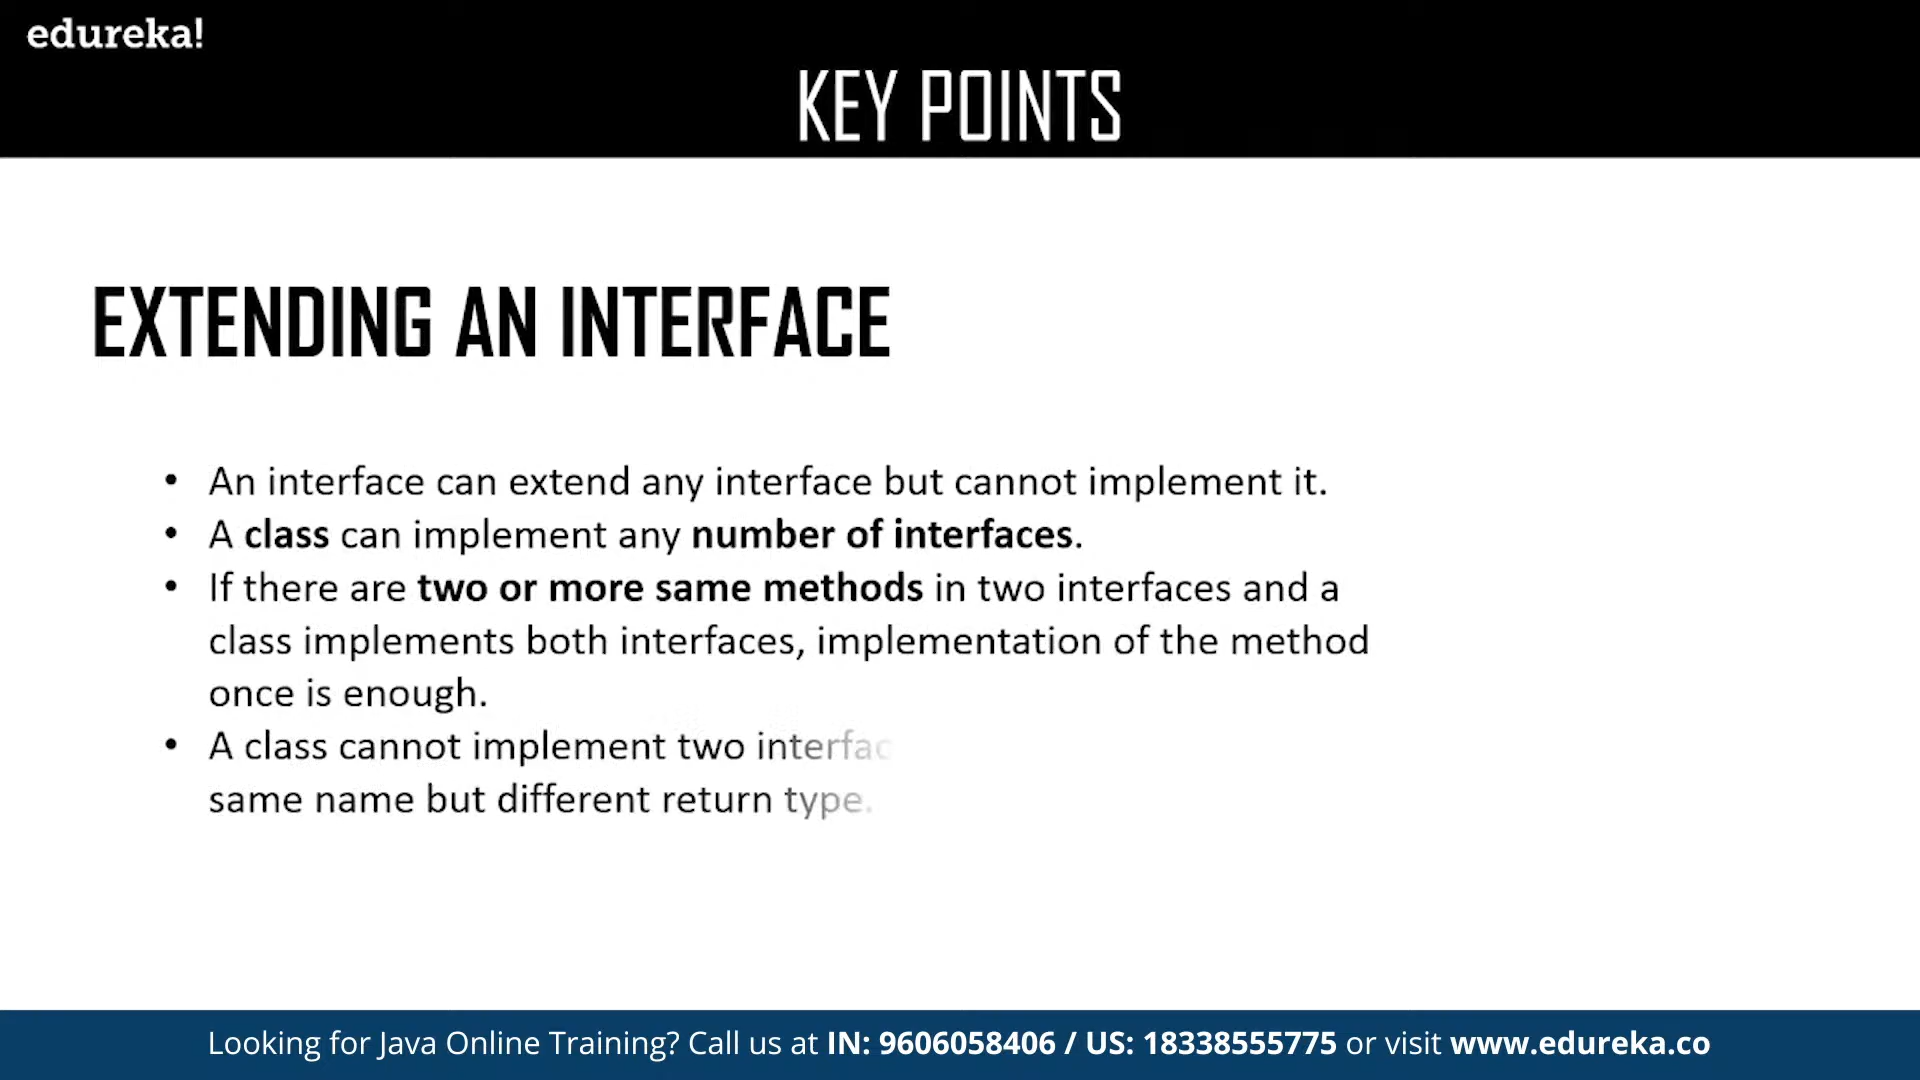 edureka!
KEY POINTS
EXTENDING AN INTERFACE
• An interface can extend any interface but cannot implement it.
• A class can implement any number of interfaces.
• If there are two or more same methods in two interfaces and a
class implements both interfaces, implementation of the method
once is enough.
• A class cannot implement two interfac
same name but different return type.
Looking for Java Online Training? Call us at IN: 9606058406 / US: 18338555775 or visit www.edureka.co